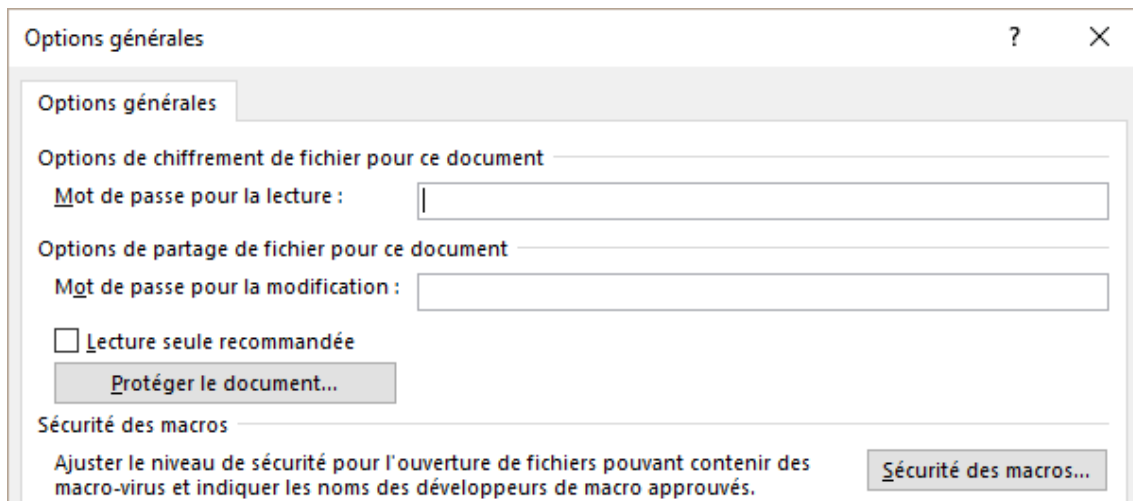 Options générales ?
Options générales
Options de chiffrement de fichier pour ce document
Mot de passe pour la lecture :
Options de partage de fichier pour ce document
Mot de passe pour la modification :
Lecture seule recommandée
Protéger le document...
Sécurité des macros
Ajuster le niveau de sécurité pour l'ouverture de fichiers pouvant contenir des
macro-virus et indiquer les noms des développeurs de macro approuvés.
Sécurité des macros...